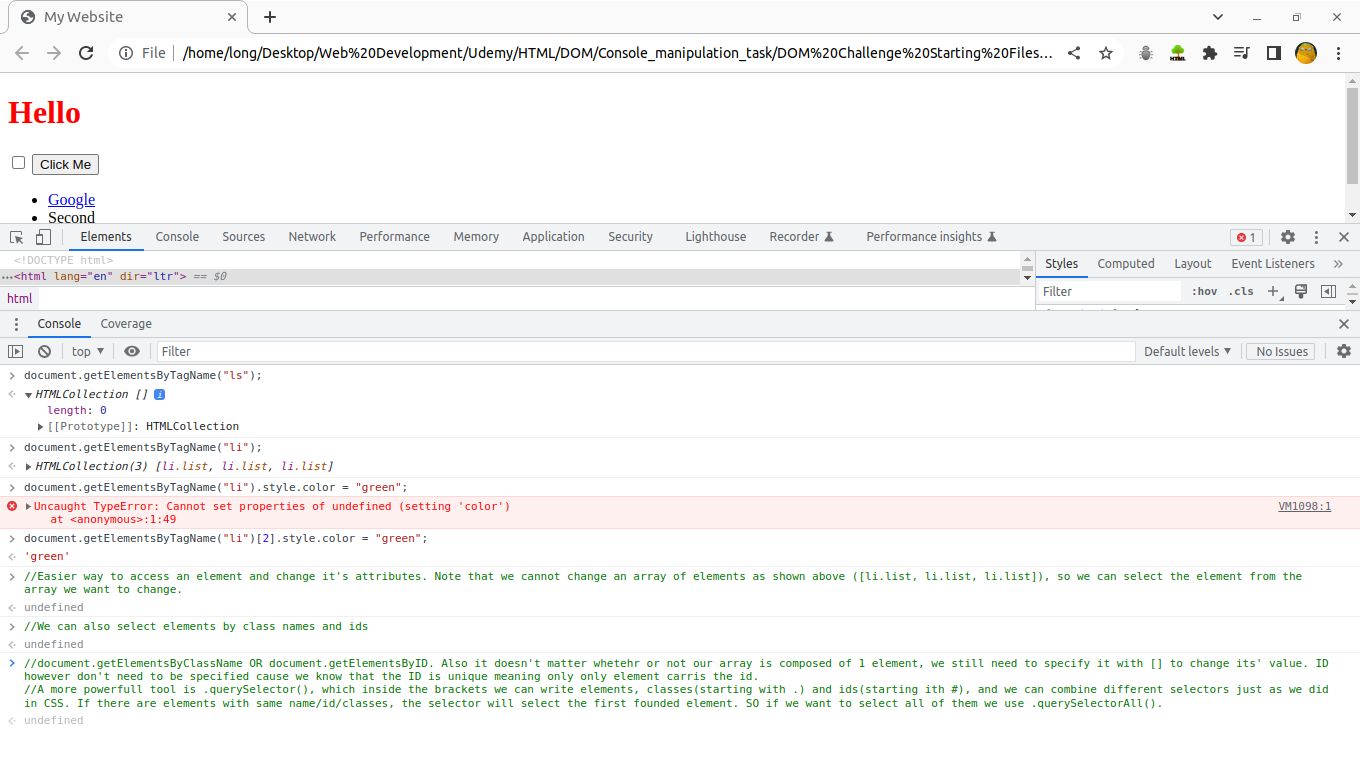 My Website
File
/home/long/Desktop/Web%20Development/Udemy/HTML/DOM/Console_manipulation_task/DOM%20Challenge%20Starting%20Files...
HTML
Hello
Click Me
Google
Second
Elements Console Sources Network Performance Memory Application Security Lighthouse Recorder Performance insights 1
<!DOCTYPE html>
...<html lang="en" dir="ltr"> == $0
html
Styles Computed Layout Event Listeners »
Filter :hov .cls +
Console Coverage
top Filter Default levels No Issues
document.getElementsByTagName("ls");
HTMLCollection [] i
length: 0
[[Prototype]]: HTMLCollection
document.getElementsByTagName("li");
HTMLCollection(3) [li.list, li.list, li.list]
document.getElementsByTagName("li").style.color = "green";
Uncaught TypeError: Cannot set properties of undefined (setting 'color') VM1098:1
at <anonymous>:1:49
document.getElementsByTagName("li")[2].style.color = "green";
'green'
//Easier way to access an element and change it's attributes. Note that we cannot change an array of elements as shown above ([li.list, li.list, li.list]), so we can select the element from the
array we want to change.
undefined
//We can also select elements by class names and ids
undefined
//document.getElementsByClassName OR document.getElementsByID. Also it doesn't matter whetehr or not our array is composed of 1 element, we still need to specify it with [] to change its' value. ID
however don't need to be specified cause we know that the ID is unique meaning only only element carris the id.
//A more powerfull tool is .querySelector(), which inside the brackets we can write elements, classes(starting with .) and ids(starting ith #), and we can combine different selectors just as we did
in CSS. If there are elements with same name/id/classes, the selector will select the first founded element. SO if we want to select all of them we use .querySelectorAll().
undefined